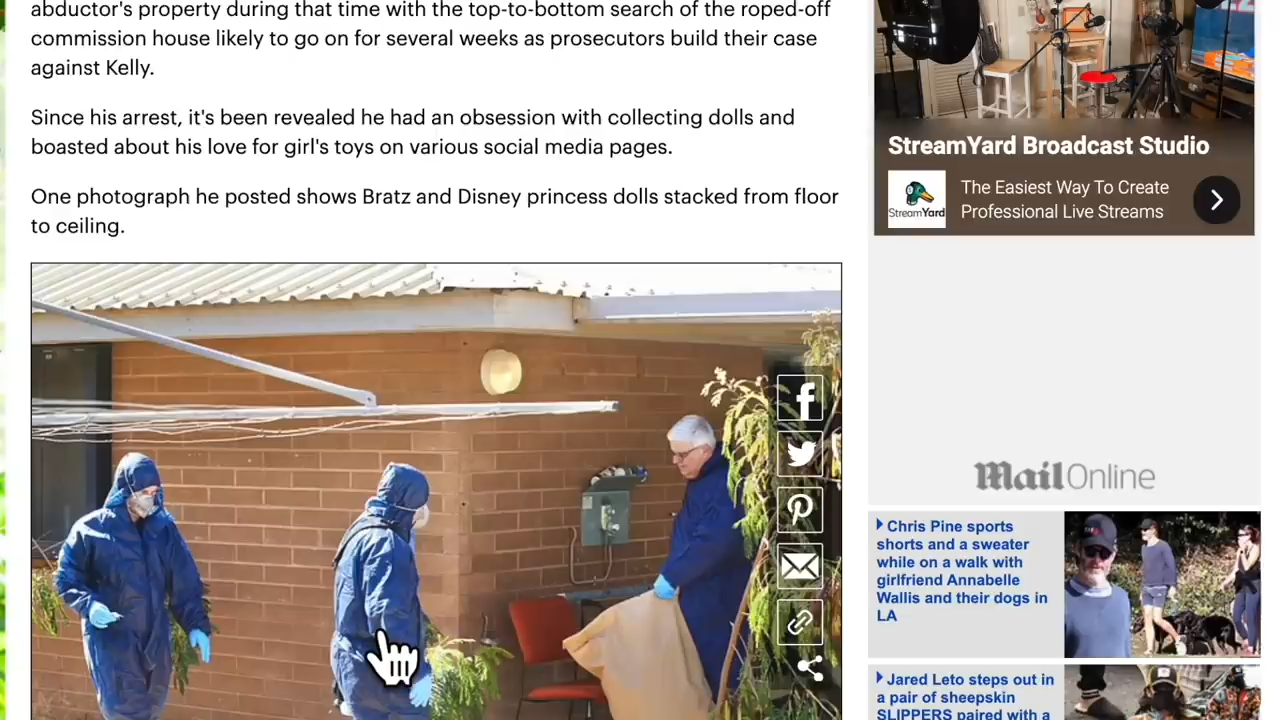 abductor's property during that time with the top-to-bottom search of the roped-off
commission house likely to go on for several weeks as prosecutors build their case
against Kelly.
Since his arrest, it's been revealed he had an obsession with collecting dolls and
boasted about his love for girl's toys on various social media pages.
One photograph he posted shows Bratz and Disney princess dolls stacked from floor
to ceiling.
StreamYard Broadcast Studio
StreamYard
The Easiest Way To Create
Professional Live Streams
Mail Online
Chris Pine sports
shorts and a sweater
while on a walk with
girlfriend Annabelle
Wallis and their dogs in
LA
Jared Leto steps out in
a pair of sheepskin
SLIPPERS paired with a